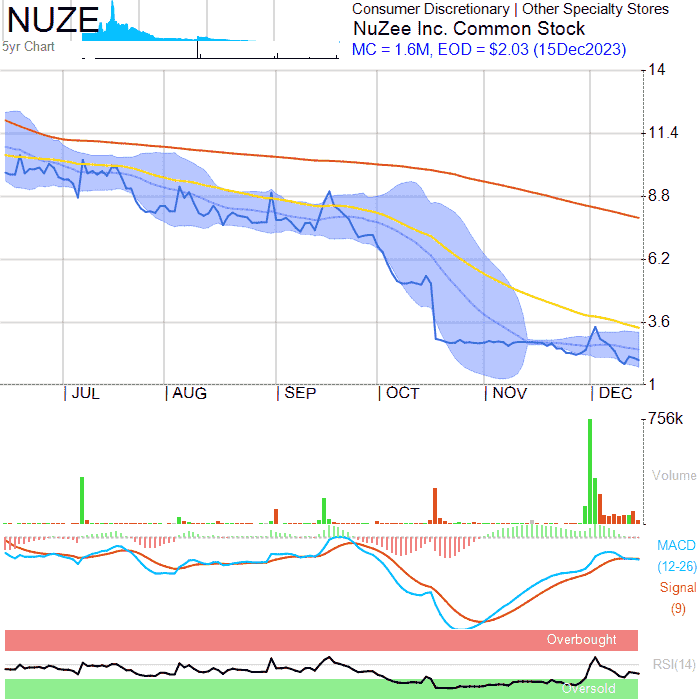 NUZE
5yr Chart
Consumer Discretionary | Other Specialty Stores
NuZee Inc. Common Stock
MC = 1.6M, EOD = $2.03 (15Dec2023)
14
11.4
8.8
6.2
3.6
1
JUL
AUG
SEP
OCT
NOV
DEC
756k
Volume
MACD
(12-26)
Signal
(9)
Overbought
RSI(14)
Oversold